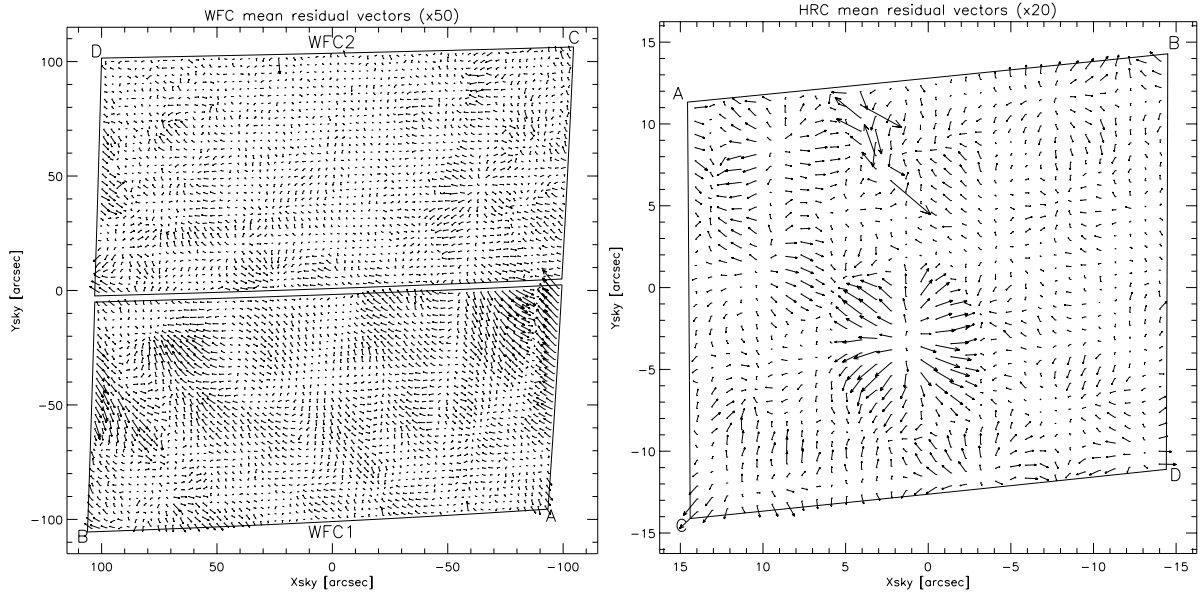 WFC mean residual vectors (x50)
D
WFC2
C
100
50
0
-50
-100
Ysky [arcsec]
B
WFC1
A
100
50
0
-50
-100
Xsky [arcsec]
HRC mean residual vectors (x20)
A
B
15
10
5
0
-5
-10
-15
Ysky [arcsec]
C
D
15
10
5
0
-5
-10
-15
Xsky [arcsec]